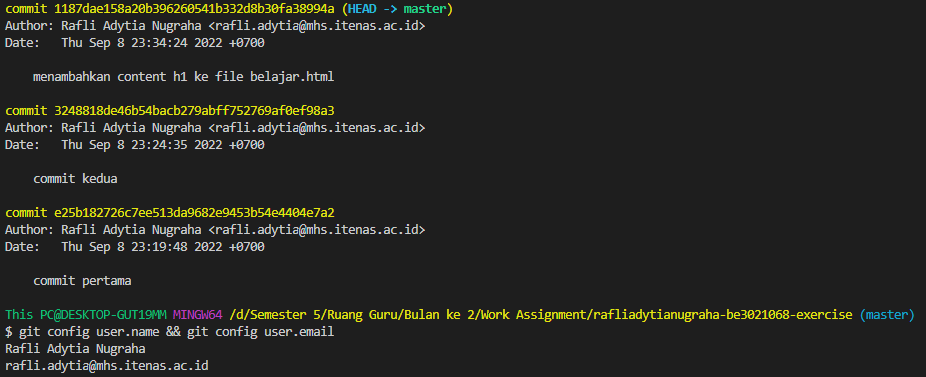 commit 1187dae158a20b396260541b332d8b30fa38994a (HEAD -> master)
Author: Rafli Adytia Nugraha <rafli.adytia@mhs.itenas.ac.id>
Date:   Thu Sep 8 23:34:24 2022 +0700
    menambahkan content h1 ke file belajar.html
commit 3248818de46b54bacb279abff752769af0ef98a3
Author: Rafli Adytia Nugraha <rafli.adytia@mhs.itenas.ac.id>
Date:   Thu Sep 8 23:24:35 2022 +0700
    commit kedua
commit e25b182726c7ee513da9682e9453b54e4404e7a2
Author: Rafli Adytia Nugraha <rafli.adytia@mhs.itenas.ac.id>
Date:   Thu Sep 8 23:19:48 2022 +0700
    commit pertama
This PC@DESKTOP-GUT19MM MINGW64 /d/Semester 5/Ruang Guru/Bulan ke 2/Work Assignment/rafliadytianugraha-be3021068-exercise (master)
$ git config user.name && git config user.email
Rafli Adytia Nugraha
rafli.adytia@mhs.itenas.ac.id